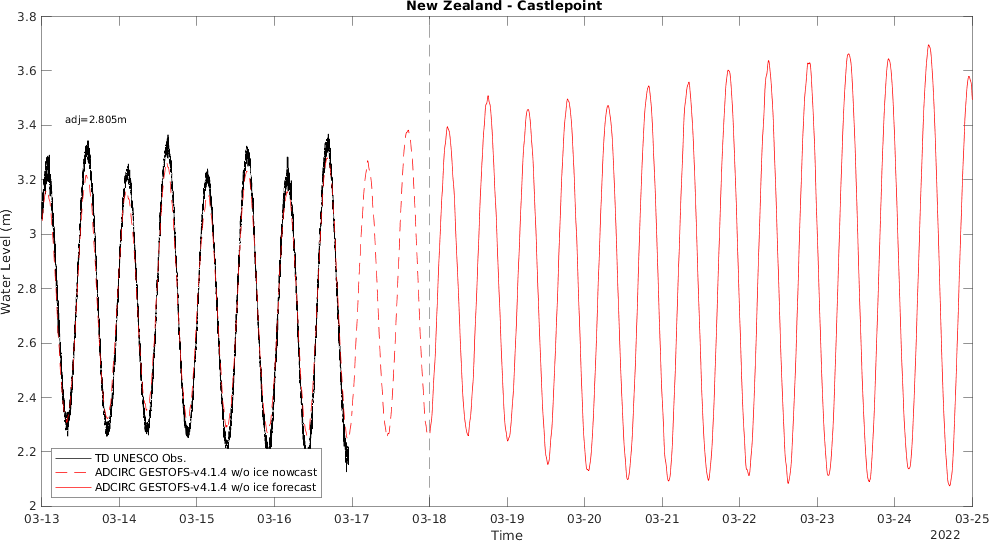 New Zealand - Castlepoint
3.8
3.6
3.4
3.2
3
2.8
2.6
2.4
2.2
2
Water Level (m)
adj=2.805m
TD UNESCO Obs.
ADCIRC GESTOFS-v4.1.4 w/o ice nowcast
ADCIRC GESTOFS-v4.1.4 w/o ice forecast
03-13 03-14 03-15 03-16 03-17 03-18 03-19 03-20 03-21 03-22 03-23 03-24 03-25
Time
2022